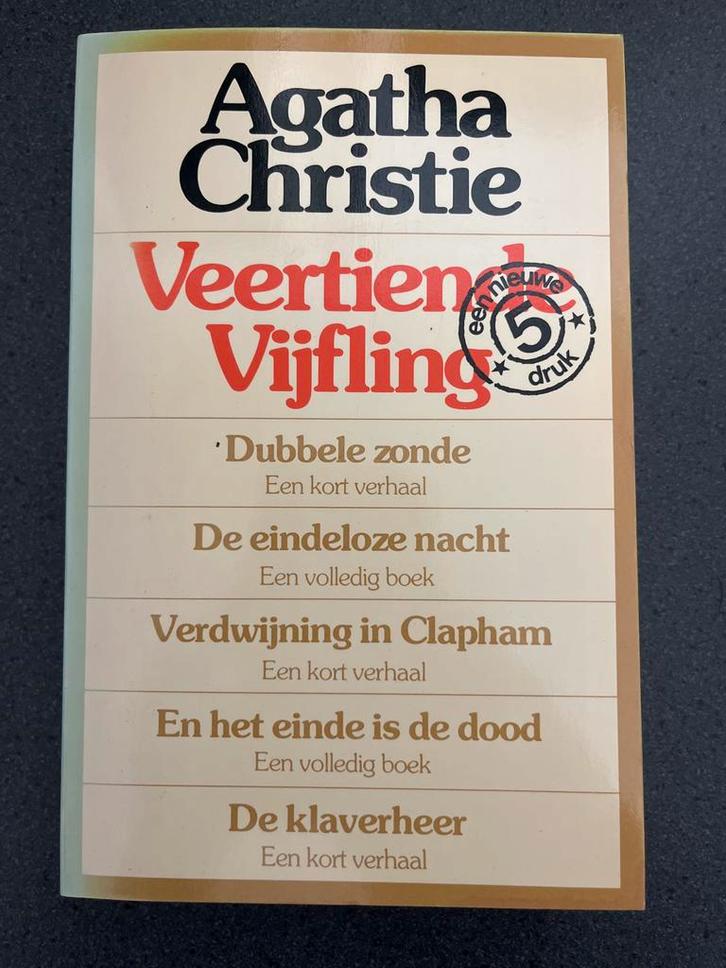 Agatha
Christie
Veertiende
Vijfling
een nieuwe
5
druk
Dubbele zonde
Een kort verhaal
De eindeloze nacht
Een volledig boek
Verdwijning in Clapham
Een kort verhaal
En het einde is de dood
Een volledig boek
De klaverheer
Een kort verhaal